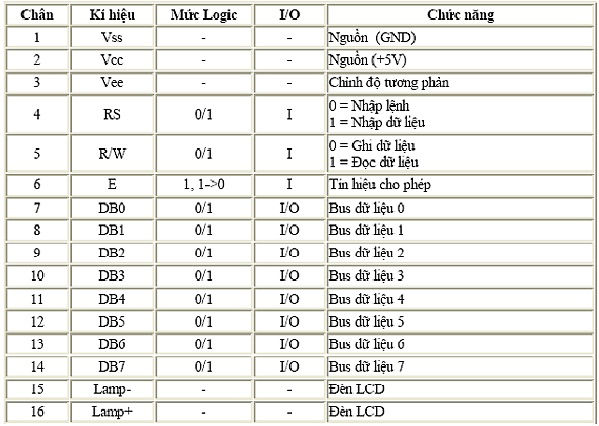 Chân Kí hiệu Mức Logic I/O Chức năng
1 Vss - - Nguồn (GND)
2 Vcc - - Nguồn (+5V)
3 Vee - - Chỉnh độ tương phản
4 RS 0/1 I 0 = Nhập lệnh
1 = Nhập dữ liệu
5 R/W 0/1 I 0 = Ghi dữ liệu
1 = Đọc dữ liệu
6 E 1, 1->0 I Tín hiệu cho phép
7 DB0 0/1 I/O Bus dữ liệu 0
8 DB1 0/1 I/O Bus dữ liệu 1
9 DB2 0/1 I/O Bus dữ liệu 2
10 DB3 0/1 I/O Bus dữ liệu 3
11 DB4 0/1 I/O Bus dữ liệu 4
12 DB5 0/1 I/O Bus dữ liệu 5
13 DB6 0/1 I/O Bus dữ liệu 6
14 DB7 0/1 I/O Bus dữ liệu 7
15 Lamp- - - Đèn LCD
16 Lamp+ - - Đèn LCD